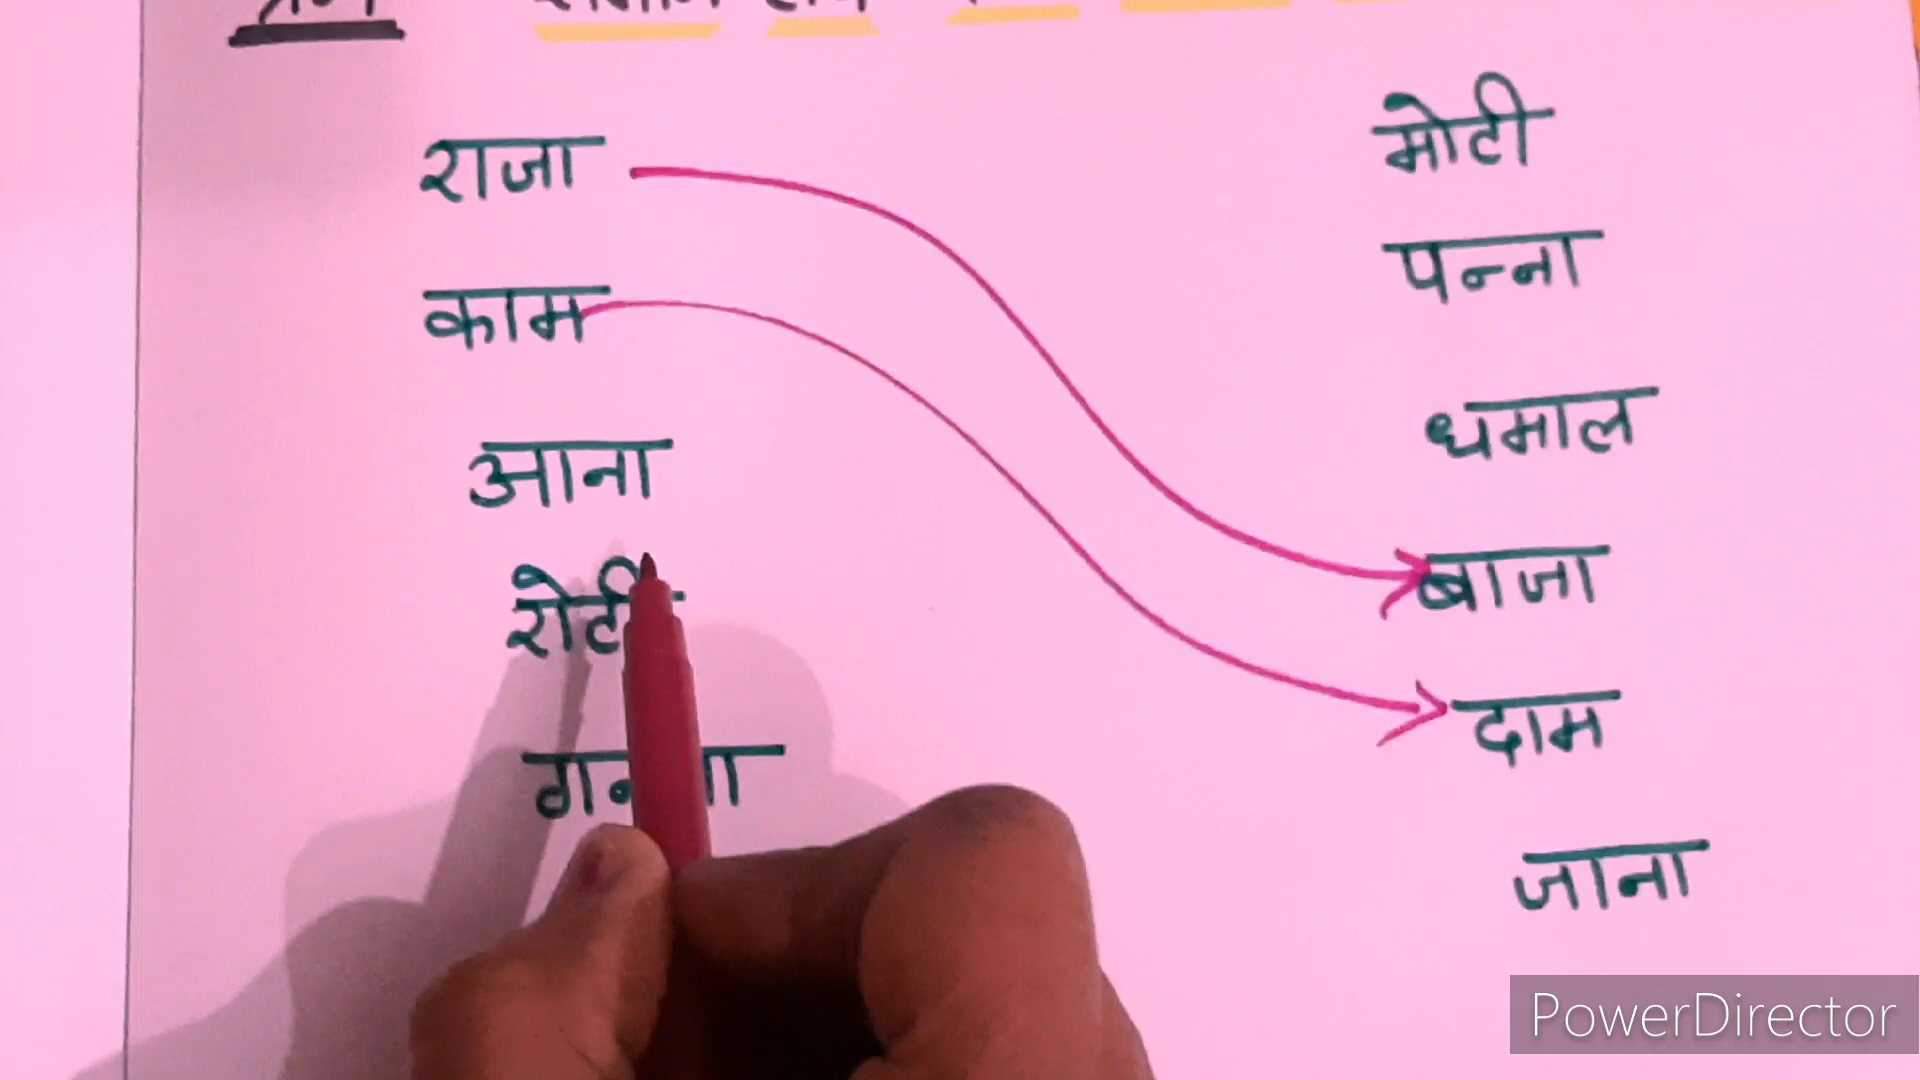 राजा
काम
आना
रोटी
मोटी
पन्ना
धमाल
बाजा
दाम
जाना
PowerDirector